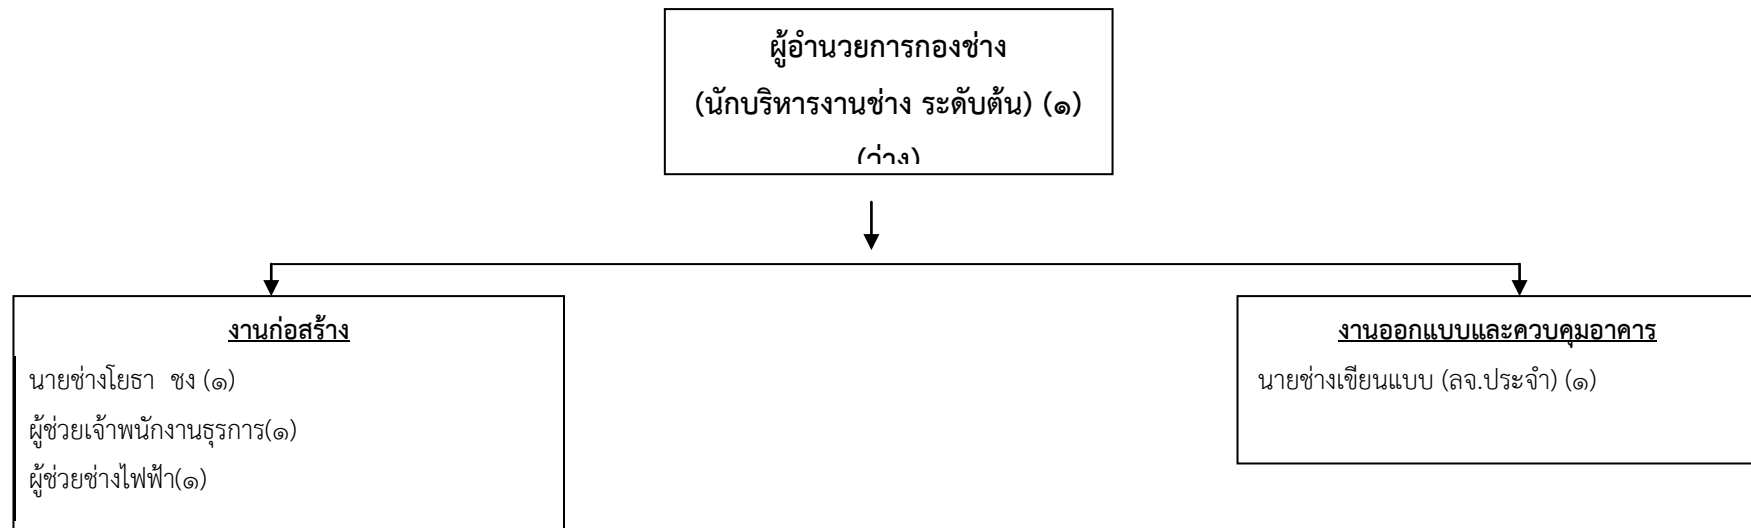 ผู้อำนวยการกองช่าง
(นักบริหารงานช่าง ระดับต้น) (๑)
(ว่าง)
งานก่อสร้าง
นายช่างโยธา  ชง (๑)
ผู้ช่วยเจ้าพนักงานธุรการ(๑)
ผู้ช่วยช่างไฟฟ้า(๑)
งานออกแบบและควบคุมอาคาร
นายช่างเขียนแบบ (ลจ.ประจำ) (๑)